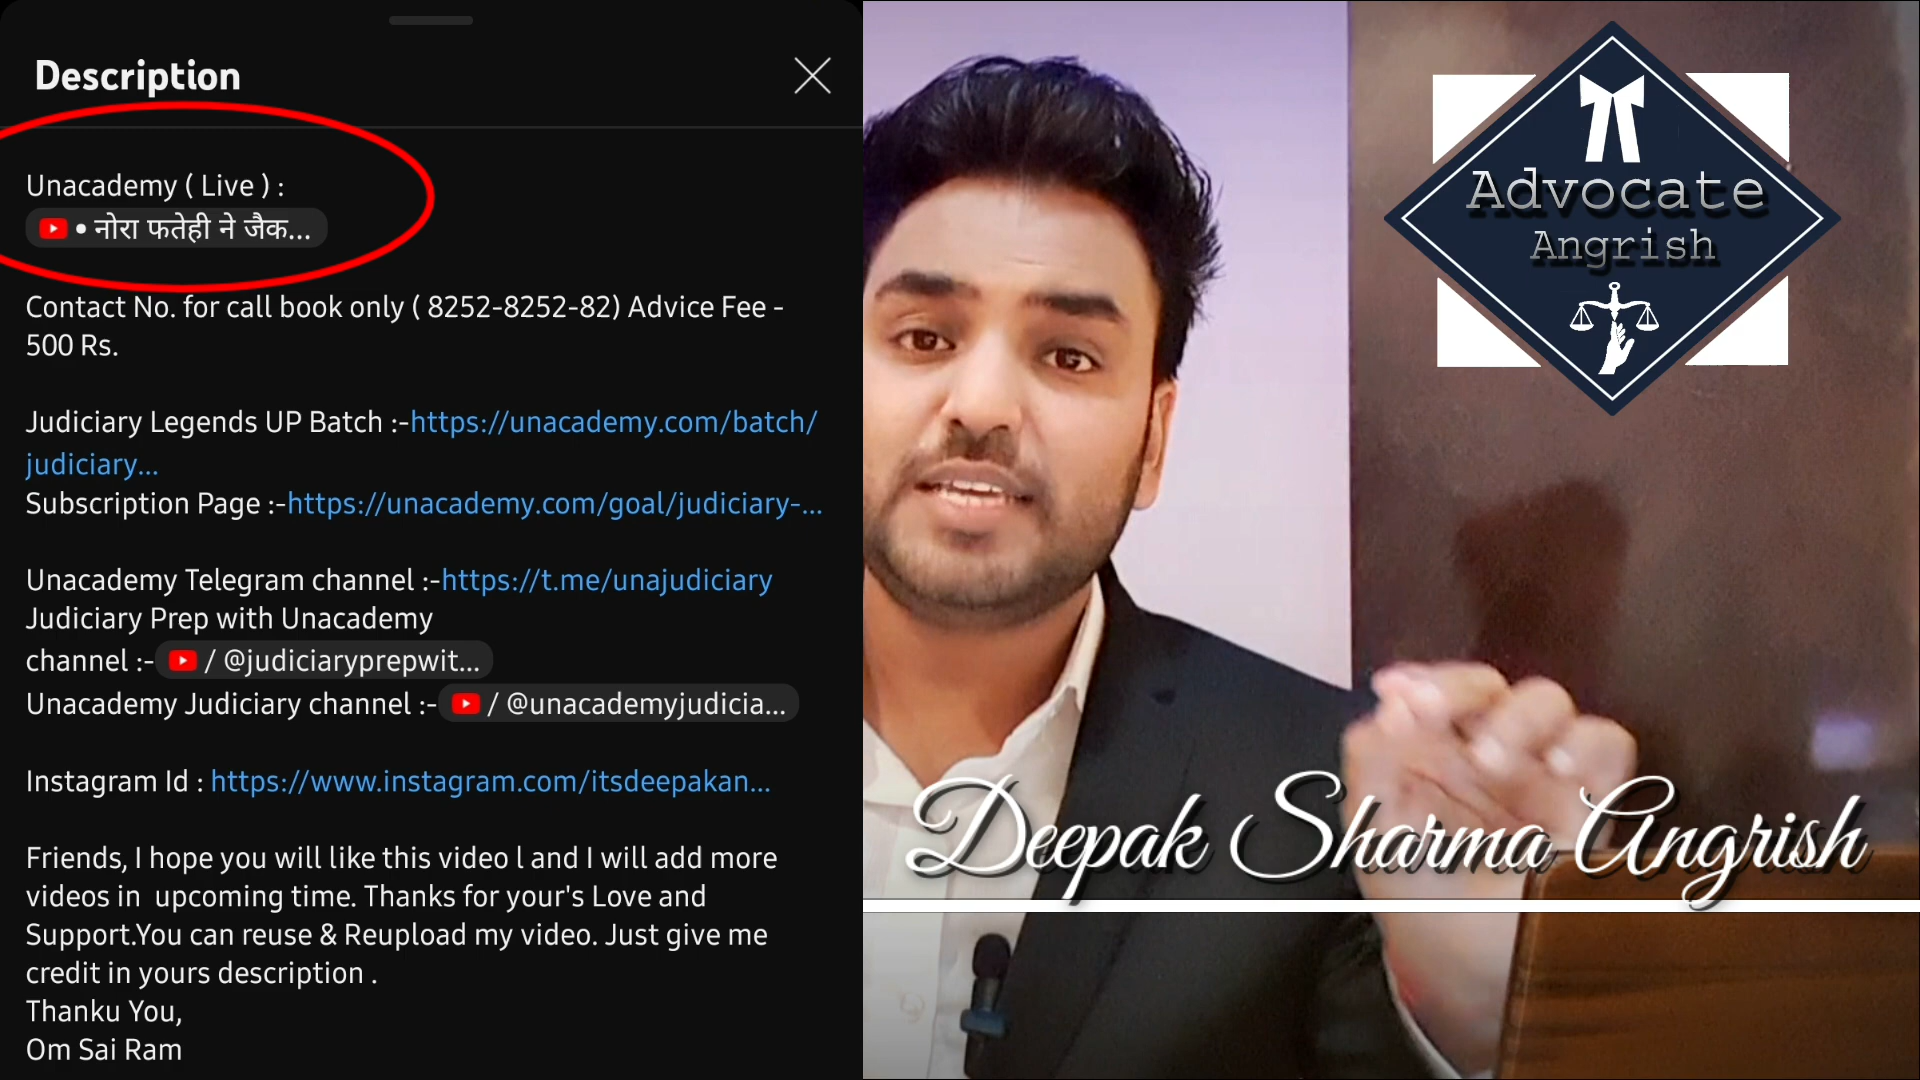 Description
Unacademy ( Live ) :
• नोरा फतेही ने जैक...
Contact No. for call book only ( 8252-8252-82) Advice Fee -
500 Rs.
Judiciary Legends UP Batch :-https://unacademy.com/batch/
judiciary...
Subscription Page :-https://unacademy.com/goal/judiciary-...
Unacademy Telegram channel :-https://t.me/unajudiciary
Judiciary Prep with Unacademy
channel :- / @judiciaryprepwit...
Unacademy Judiciary channel :- / @unacademyjudicia...
Instagram Id : https://www.instagram.com/itsdeepakan...
Friends, I hope you will like this video l and I will add more
videos in  upcoming time. Thanks for your's Love and
Support.You can reuse & Reupload my video. Just give me
credit in yours description .
Thanku You,
Om Sai Ram
Advocate
Angrish
Deepak Sharma Angrish